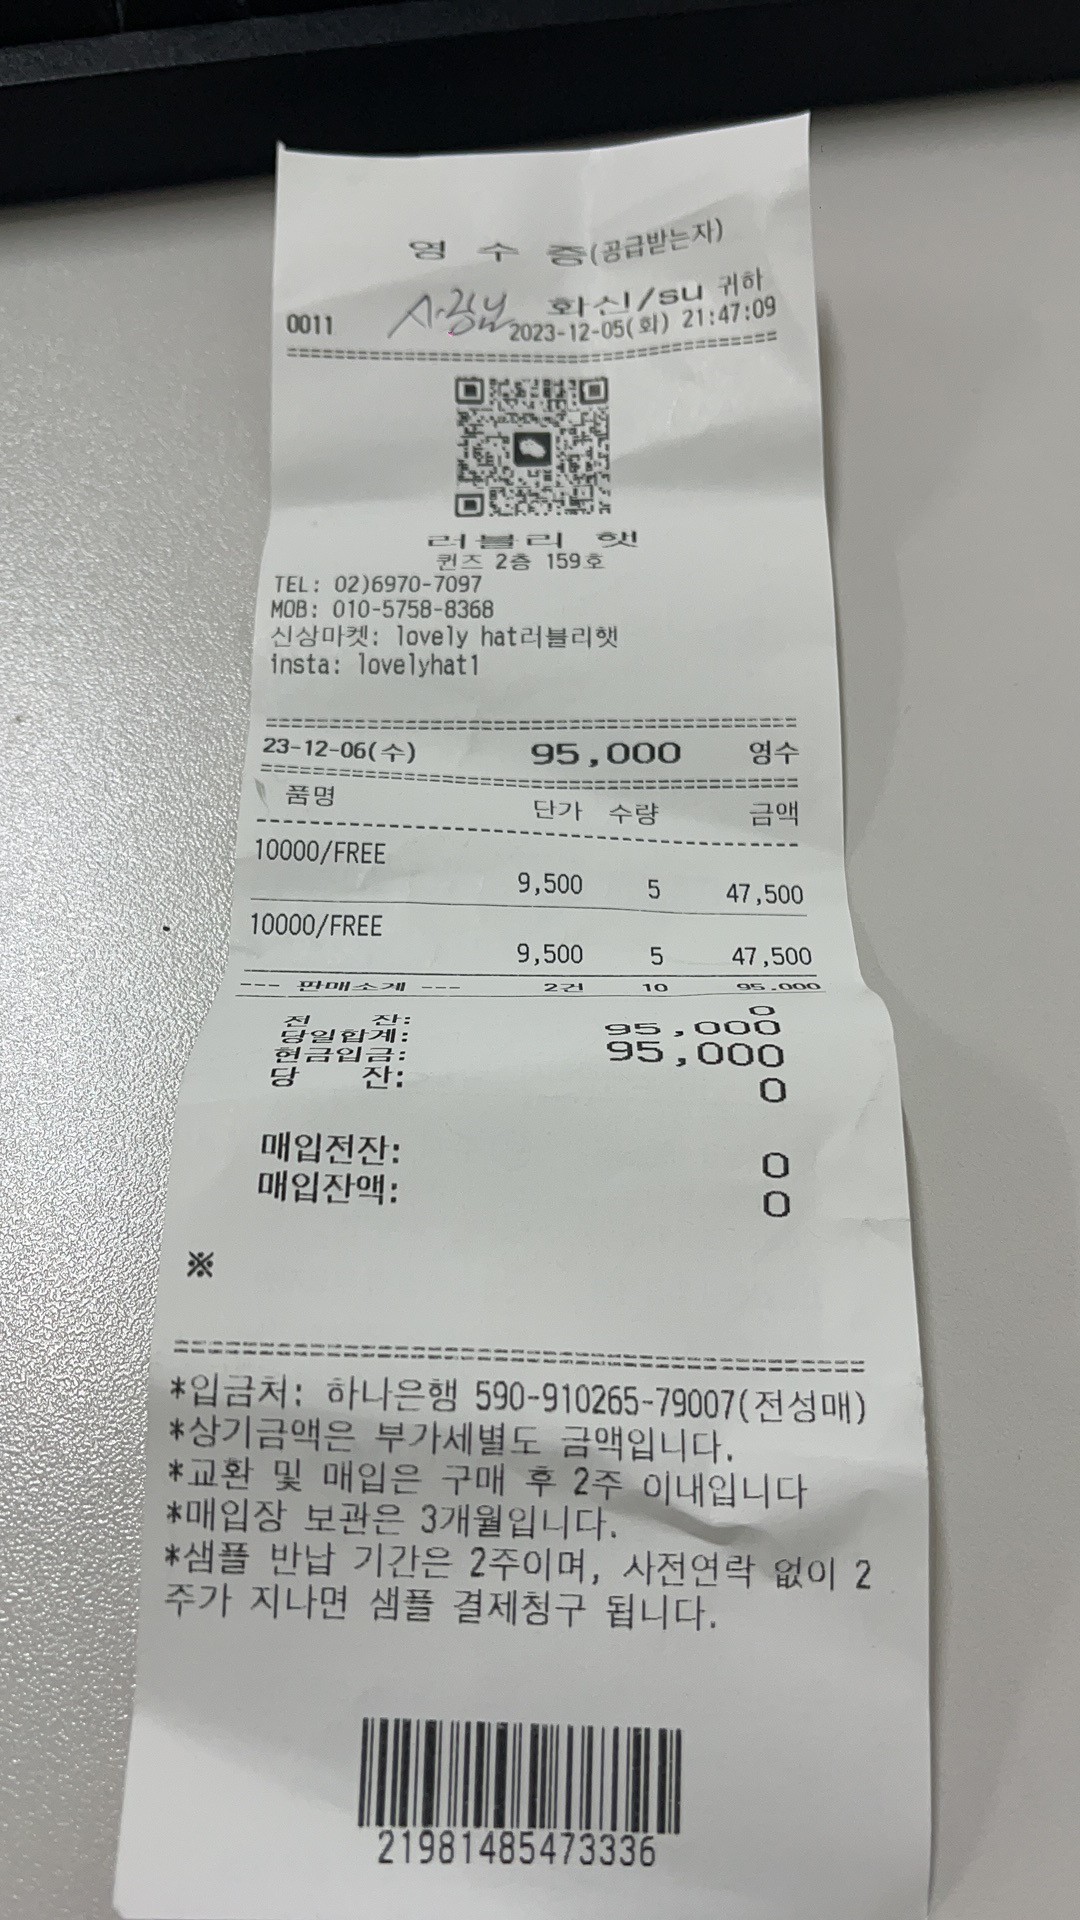 영 수 증(공급받는자)
사장님 화신/su 귀하
0011 2023-12-05(화) 21:47:09
러블리 햇
퀸즈 2층 159호
TEL: 02)6970-7097
MOB: 010-5758-8368
신상마켓: lovely hat러블리햇
insta: lovelyhat1
23-12-06(수) 95,000 영수
품명 단가 수량 금액
10000/FREE
9,500 5 47,500
10000/FREE
9,500 5 47,500
--- 판매소계 --- 2건 10 95.000
전 잔: 0
당일합계: 95,000
현금입금: 95,000
당 잔: 0
매입전잔: 0
매입잔액: 0
※
*입금처: 하나은행 590-910265-79007(전성매)
*상기금액은 부가세별도 금액입니다.
*교환 및 매입은 구매 후 2주 이내입니다
*매입장 보관은 3개월입니다.
*샘플 반납 기간은 2주이며, 사전연락 없이 2
주가 지나면 샘플 결제청구 됩니다.
21981485473336